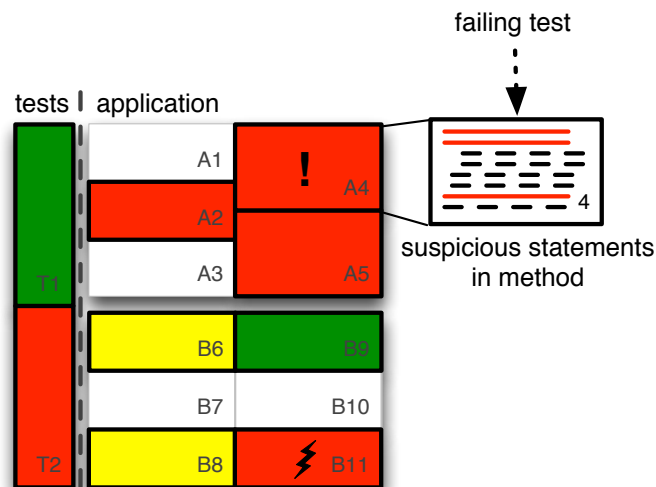 failing test
tests application
A1
! A4
A2
4
suspicious statements
in method
T1
A3
A5
B6
B9
B7
B10
T2
B8
B11